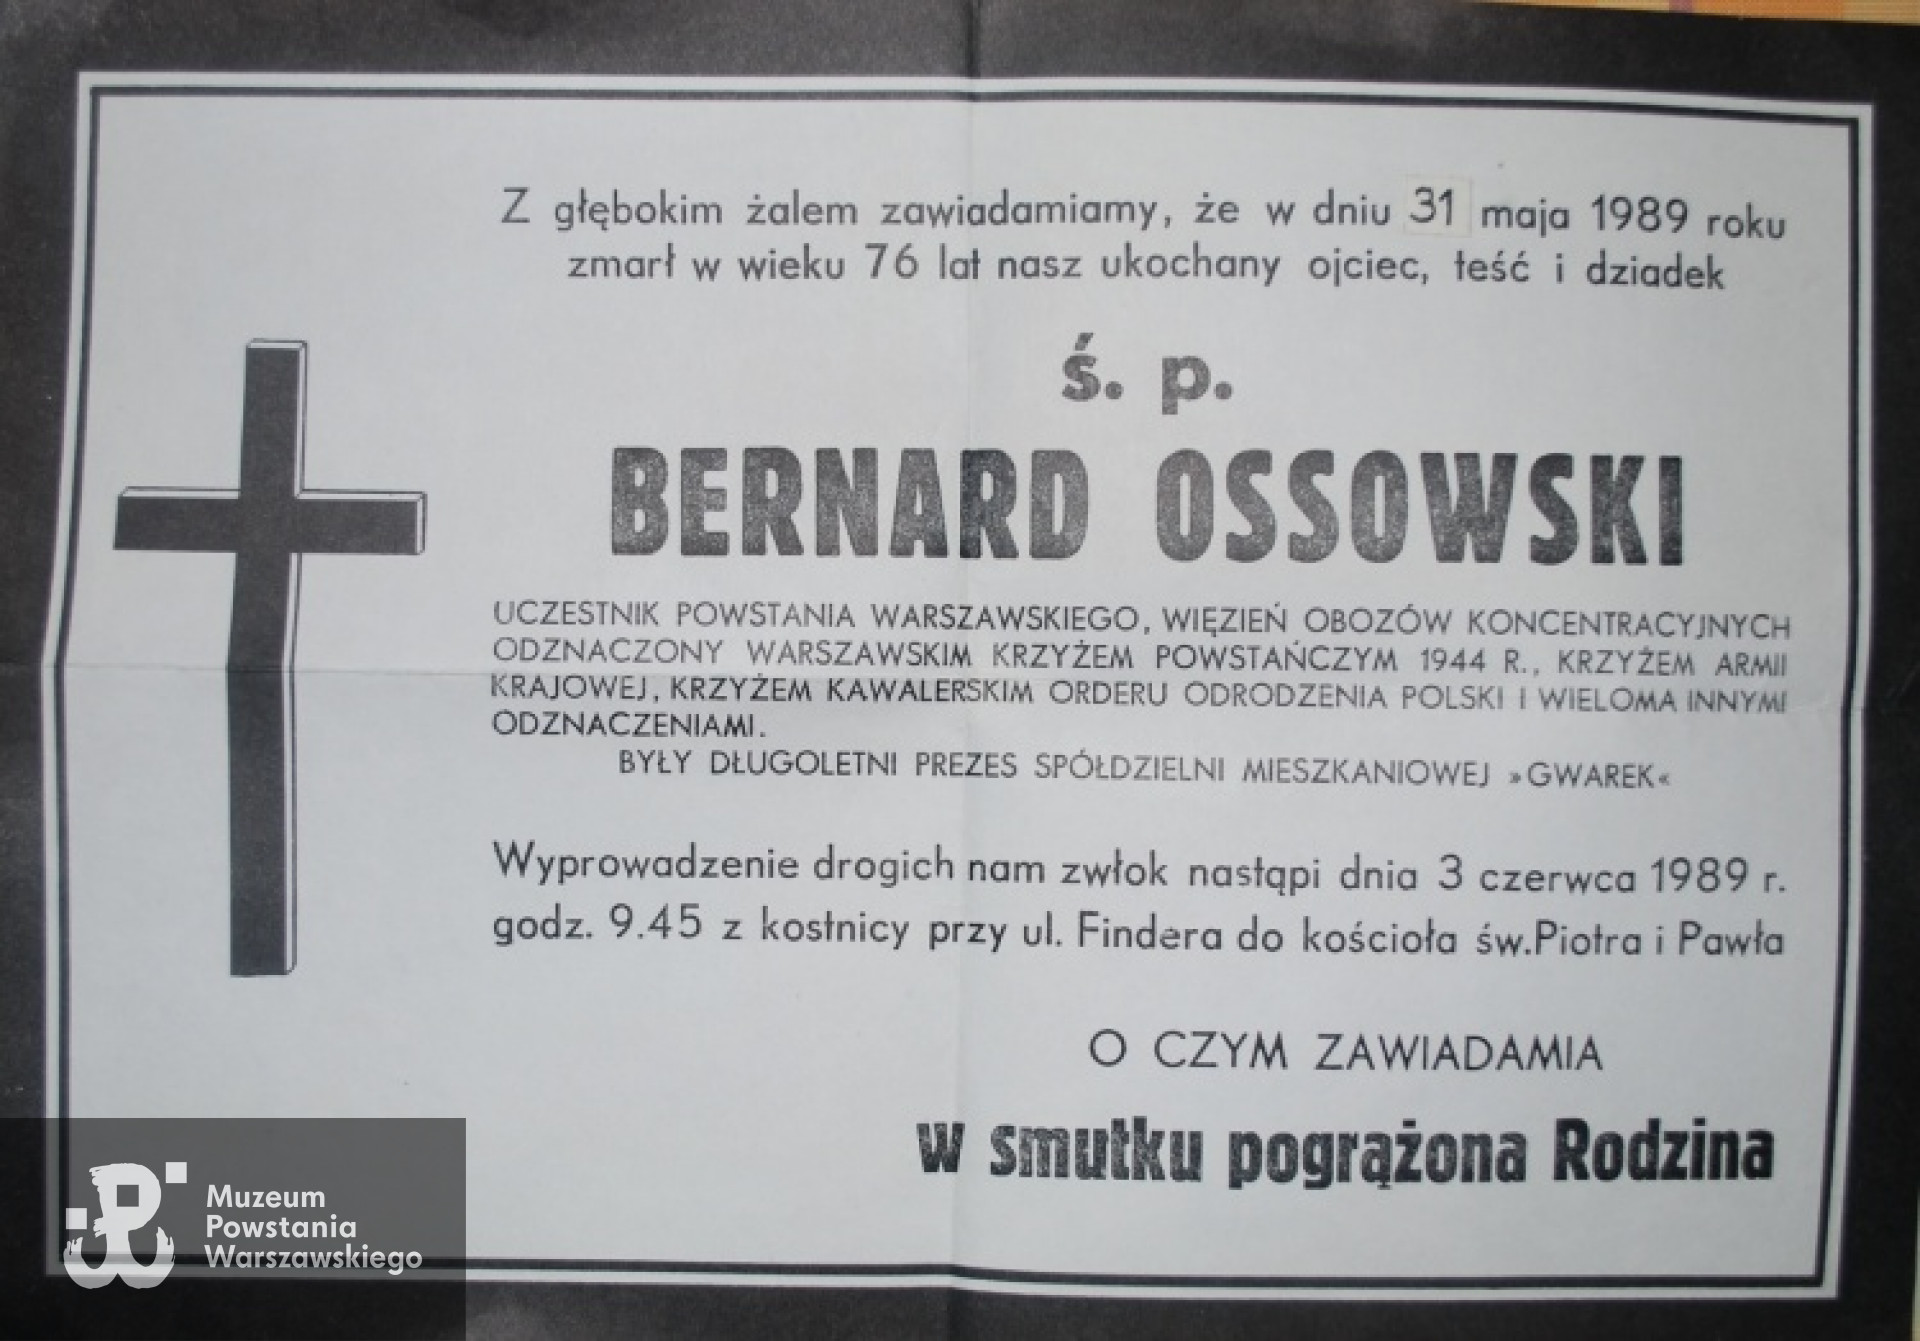 Z głębokim żalem zawiadamiamy, że w dniu 31 maja 1989 roku
zmarł w wieku 76 lat nasz ukochany ojciec, teść i dziadek
ś. p.
BERNARD OSSOWSKI
UCZESTNIK POWSTANIA WARSZAWSKIEGO, WIĘZIEŃ OBOZÓW KONCENTRACYJNYCH
ODZNACZONY WARSZAWSKIM KRZYŻEM POWSTAŃCZYM 1944 R., KRZYŻEM ARMII
KRAJOWEJ, KRZYŻEM KAWALERSKIM ORDERU ODRODZENIA POLSKI I WIELOMA INNYMI
ODZNACZENIAMI.
BYŁY DŁUGOLETNI PREZES SPÓŁDZIELNI MIESZKANIOWEJ »GWAREK«
Wyprowadzenie drogich nam zwłok nastąpi dnia 3 czerwca 1989 r.
godz. 9.45 z kostnicy przy ul. Findera do kościoła św.Piotra i Pawła
O CZYM ZAWIADAMIA
w smutku pogrążona Rodzina
Muzeum
Powstania
Warszawskiego